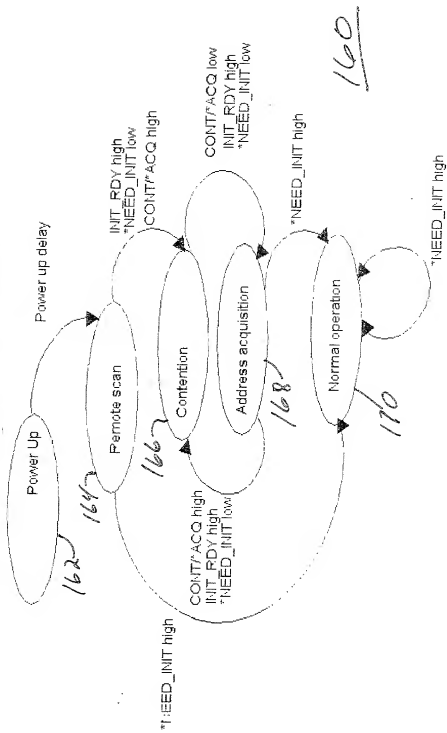 Power Up
162
Power up delay
Remote scan
164
INIT_RDY high
*NEED_INIT low
CONT/*ACQ high
Contention
166
CONT/*ACQ low
INIT_RDY high
*NEED_INIT low
CONT/*ACQ high
INIT_RDY high
*NEED_INIT low
Address acquisition
168
*NEED_INIT high
*NEED_INIT high
Normal operation
170
*NEED_INIT high
160